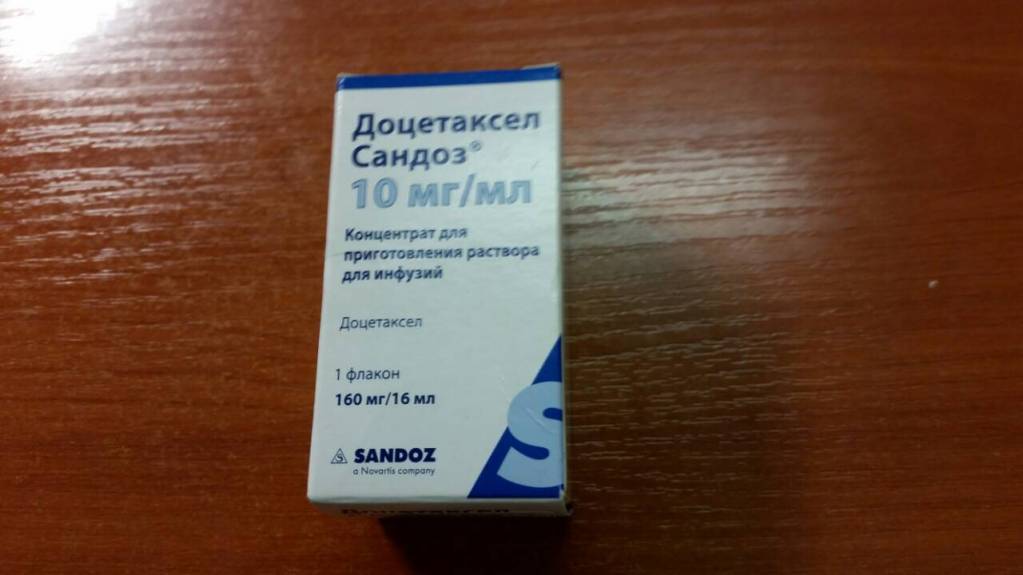 Доцетаксел
Сандоз®
10 мг/мл
Концентрат для
приготовления раствора
для инфузий
Доцетаксел
1 флакон
160 мг/16 мл
S SANDOZ
a Novartis company
S
Доцетаксел